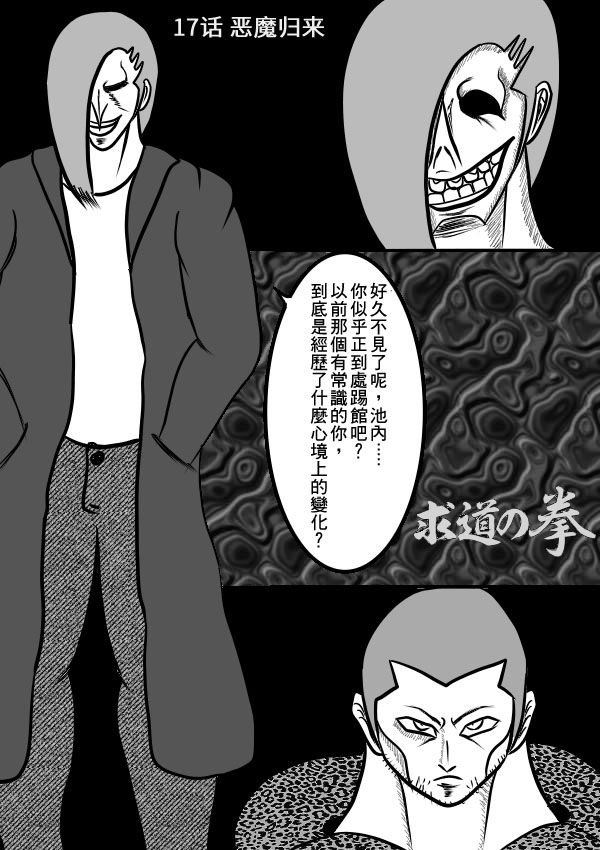 17话 恶魔归来
好久不見了呢，池內……
你似乎正到處踢館吧？
以前那個有常識的你，
到底是經歷了什麼心境上的變化？
求道の拳